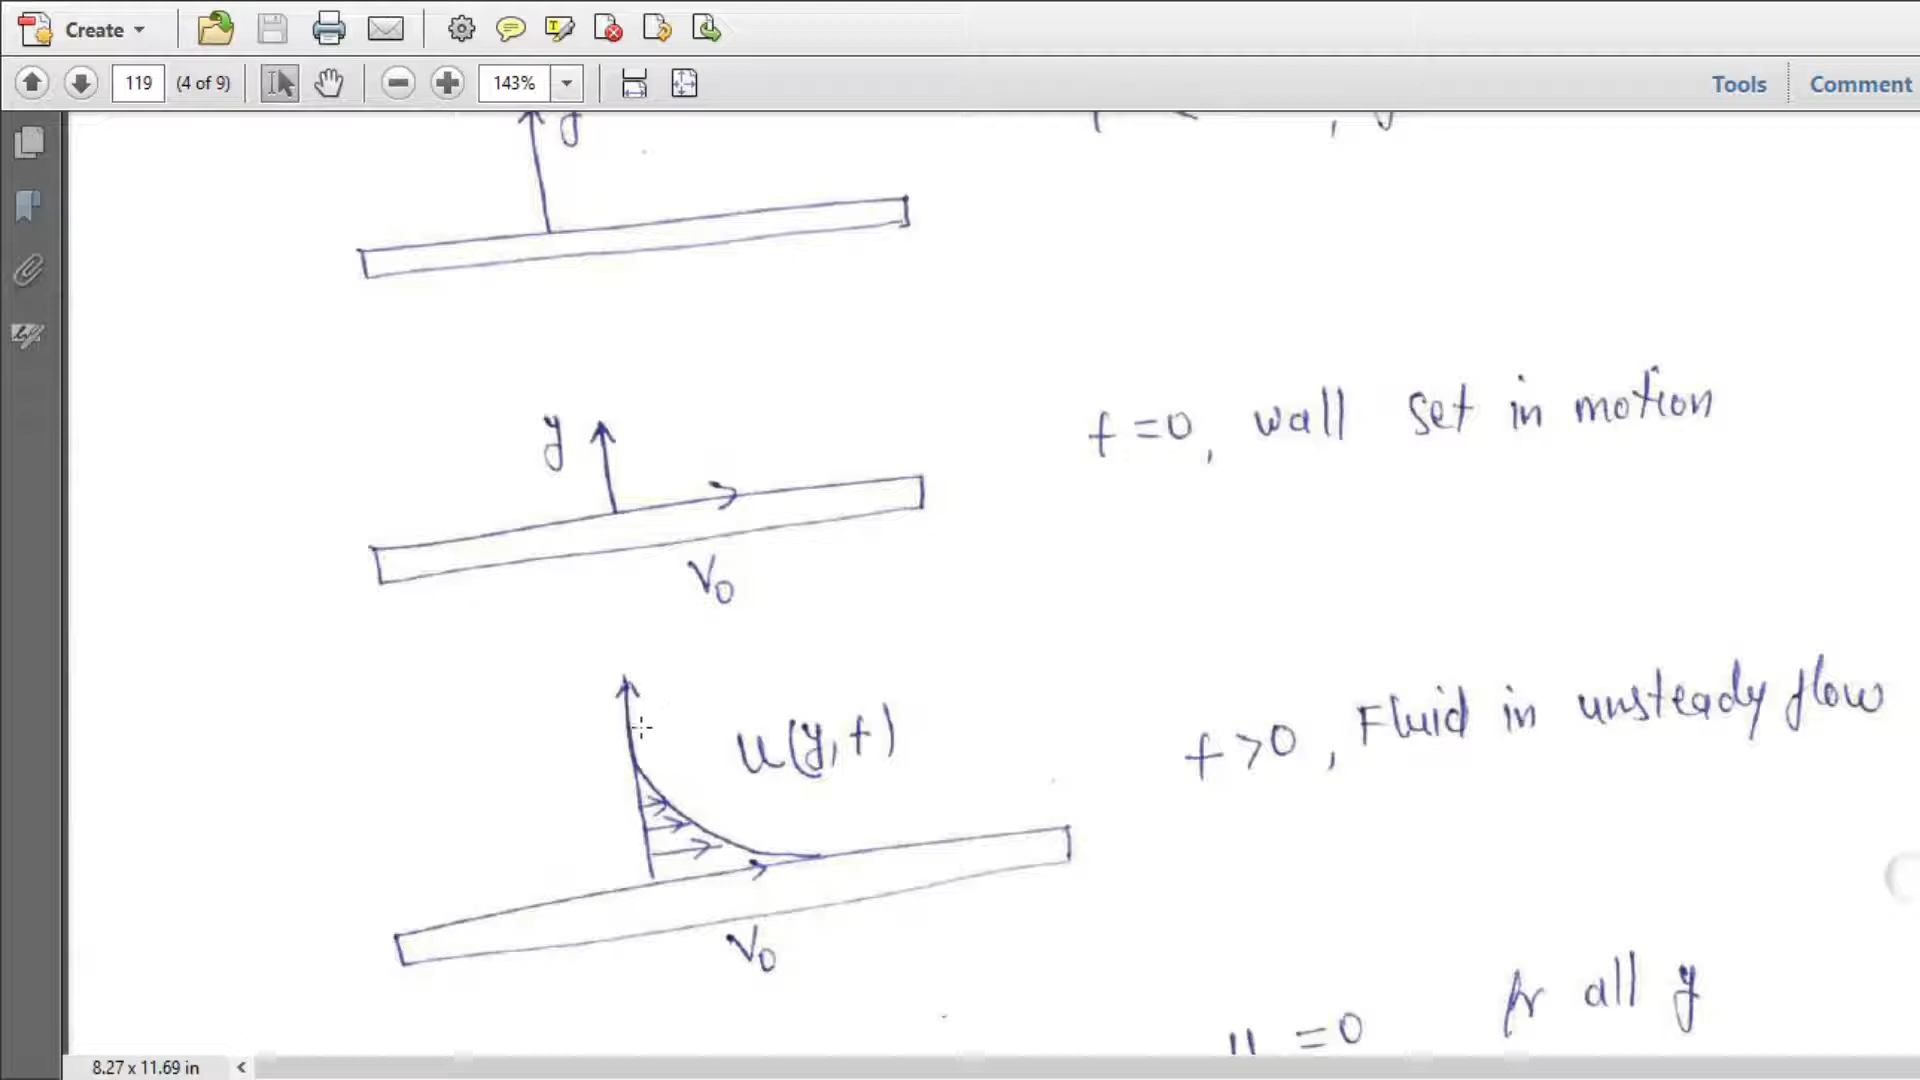 Create
119 (4 of 9) 143% Tools Comment
y
t=0, wall set in motion
V0
u(y,t)
t>0, Fluid in unsteady flow
V0
for all y
u =0
8.27 x 11.69 in